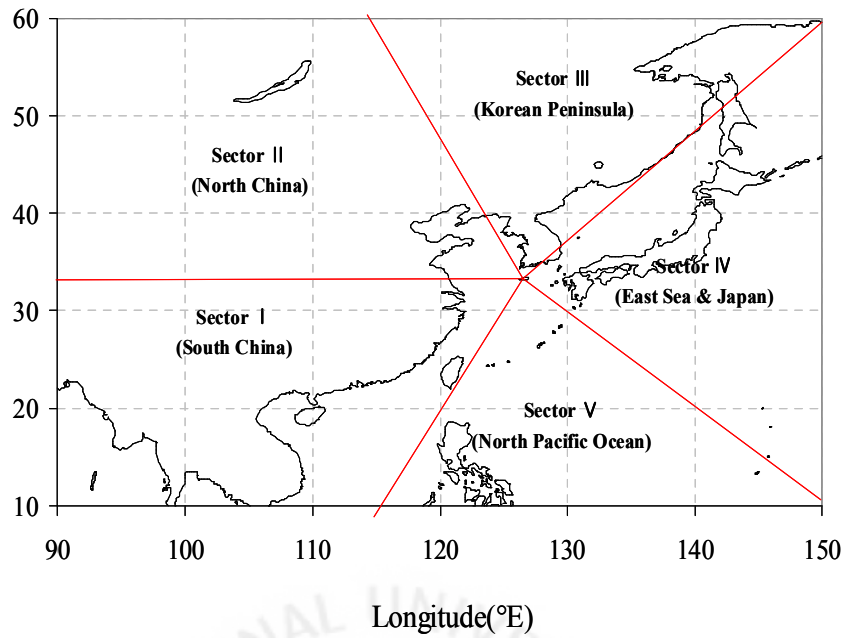 60
50
40
30
20
10
90
100
110
120
130
140
150
Sector Ⅲ
(Korean Peninsula)
Sector Ⅱ
(North China)
Sector Ⅳ
(East Sea & Japan)
Sector Ⅰ
(South China)
Sector Ⅴ
(North Pacific Ocean)
Longitude(°E)